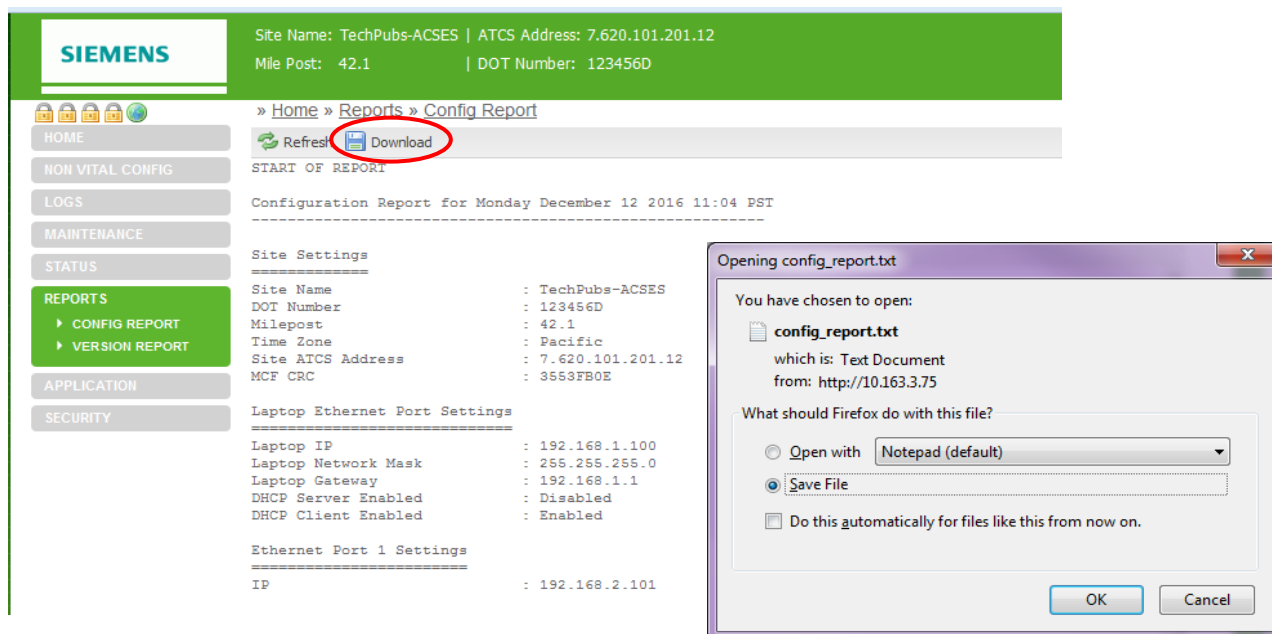 SIEMENS
Site Name: TechPubs-ACSES | ATCS Address: 7.620.101.201.12
Mile Post: 42.1 | DOT Number: 123456D
» Home » Reports » Config Report
Refresh Download
HOME
NON VITAL CONFIG
LOGS
MAINTENANCE
STATUS
REPORTS
CONFIG REPORT
VERSION REPORT
APPLICATION
SECURITY
START OF REPORT
Configuration Report for Monday December 12 2016 11:04 PST
----------------------------------------------------------
Site Settings
=============
Site Name : TechPubs-ACSES
DOT Number : 123456D
Milepost : 42.1
Time Zone : Pacific
Site ATCS Address : 7.620.101.201.12
MCF CRC : 3553FB0E
Laptop Ethernet Port Settings
=============================
Laptop IP : 192.168.1.100
Laptop Network Mask : 255.255.255.0
Laptop Gateway : 192.168.1.1
DHCP Server Enabled : Disabled
DHCP Client Enabled : Enabled
Ethernet Port 1 Settings
========================
IP : 192.168.2.101
Opening config_report.txt
You have chosen to open:
config_report.txt
which is: Text Document
from: http://10.163.3.75
What should Firefox do with this file?
Open with Notepad (default)
Save File
Do this automatically for files like this from now on.
OK Cancel